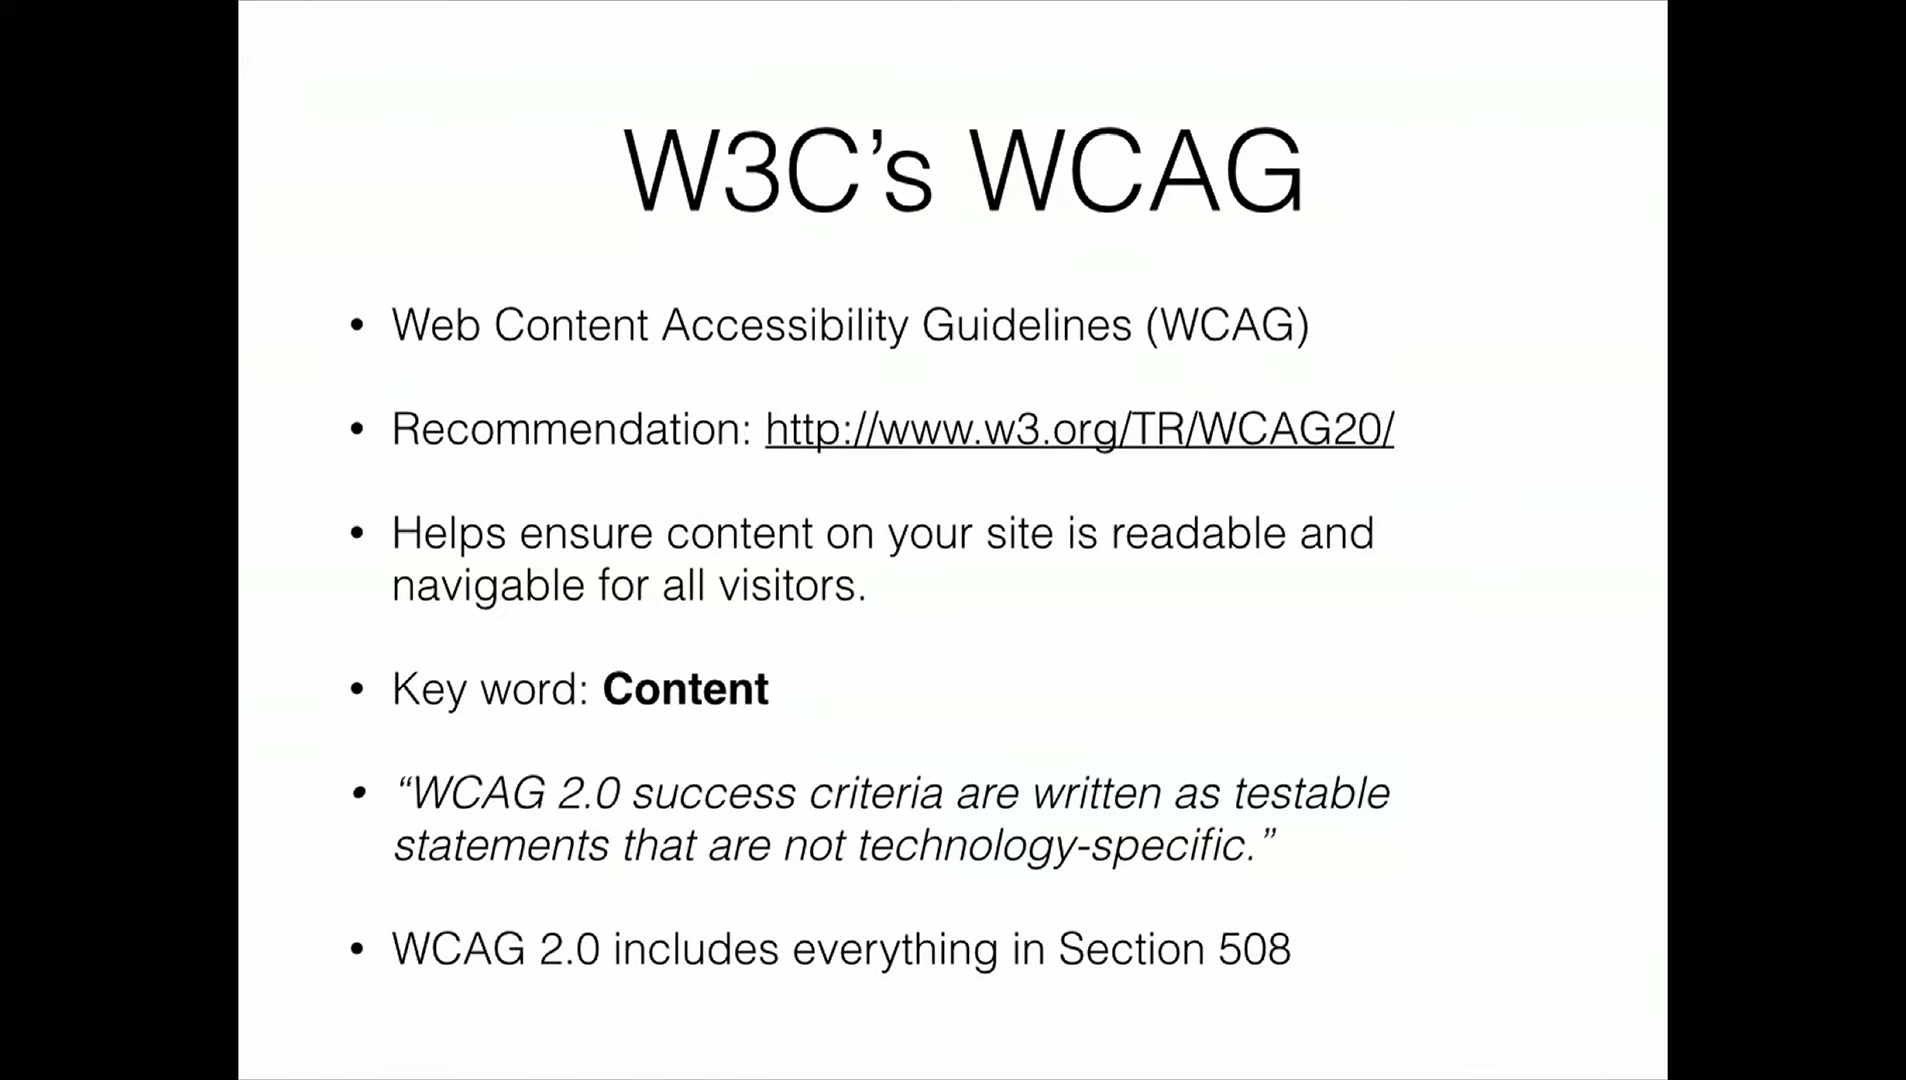 W3C’s WCAG
• Web Content Accessibility Guidelines (WCAG)
• Recommendation: http://www.w3.org/TR/WCAG20/
• Helps ensure content on your site is readable and
navigable for all visitors.
• Key word: Content
• “WCAG 2.0 success criteria are written as testable
statements that are not technology-specific.”
• WCAG 2.0 includes everything in Section 508